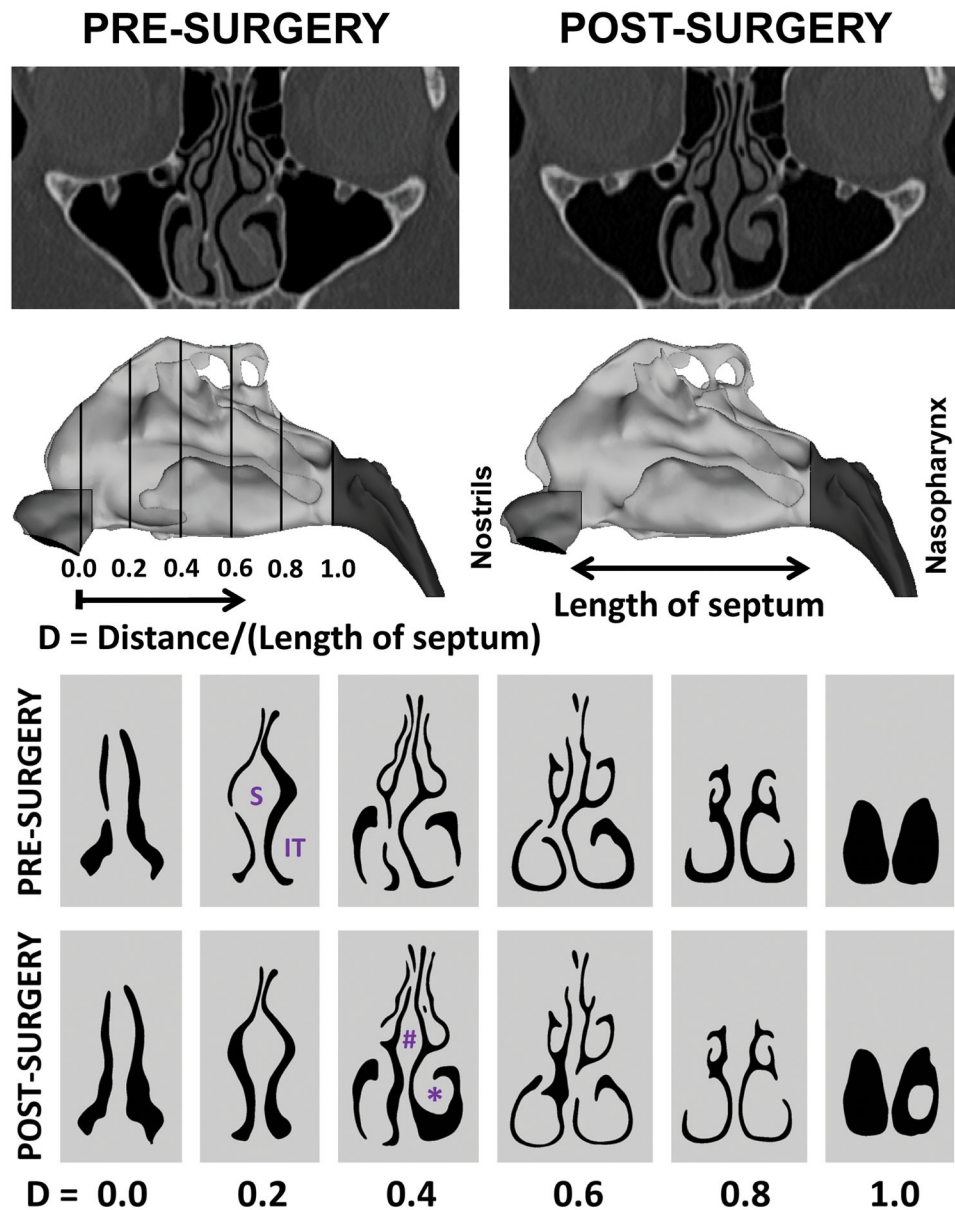 PRE-SURGERY
POST-SURGERY
Nostrils
Nasopharynx
0.0 0.2 0.4 0.6 0.8 1.0
D = Distance/(Length of septum)
Length of septum
PRE-SURGERY
S
IT
POST-SURGERY
#
*
D = 0.0 0.2 0.4 0.6 0.8 1.0